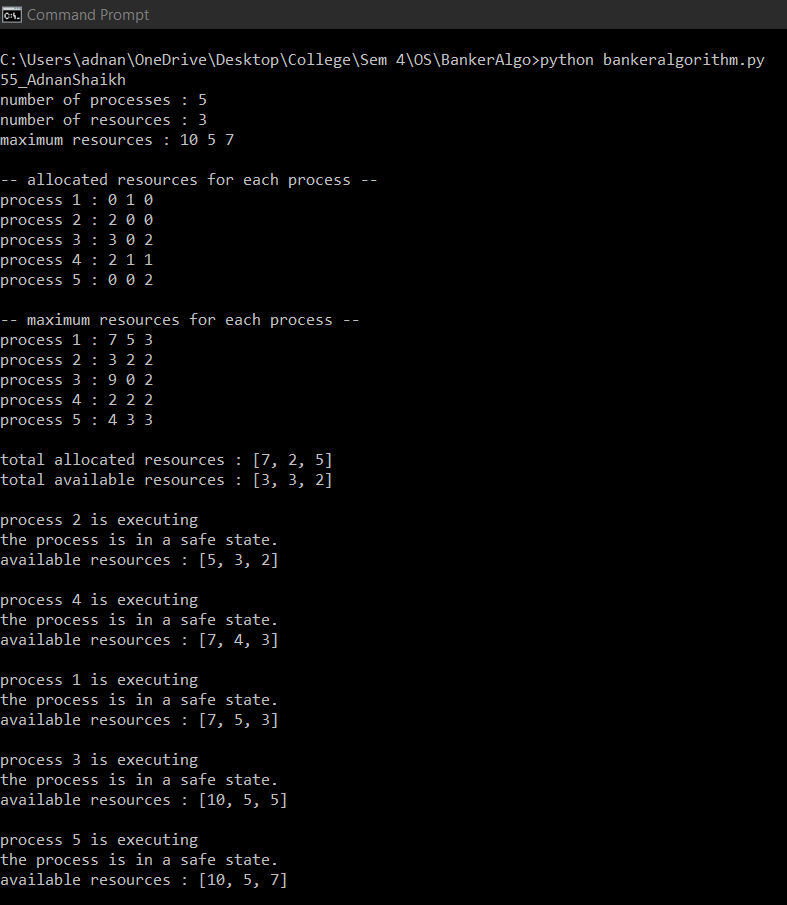 Command Prompt
C:\Users\adnan\OneDrive\Desktop\College\Sem 4\OS\BankerAlgo>python bankeralgorithm.py
55_AdnanShaikh
number of processes : 5
number of resources : 3
maximum resources : 10 5 7
-- allocated resources for each process --
process 1 : 0 1 0
process 2 : 2 0 0
process 3 : 3 0 2
process 4 : 2 1 1
process 5 : 0 0 2
-- maximum resources for each process --
process 1 : 7 5 3
process 2 : 3 2 2
process 3 : 9 0 2
process 4 : 2 2 2
process 5 : 4 3 3
total allocated resources : [7, 2, 5]
total available resources : [3, 3, 2]
process 2 is executing
the process is in a safe state.
available resources : [5, 3, 2]
process 4 is executing
the process is in a safe state.
available resources : [7, 4, 3]
process 1 is executing
the process is in a safe state.
available resources : [7, 5, 3]
process 3 is executing
the process is in a safe state.
available resources : [10, 5, 5]
process 5 is executing
the process is in a safe state.
available resources : [10, 5, 7]